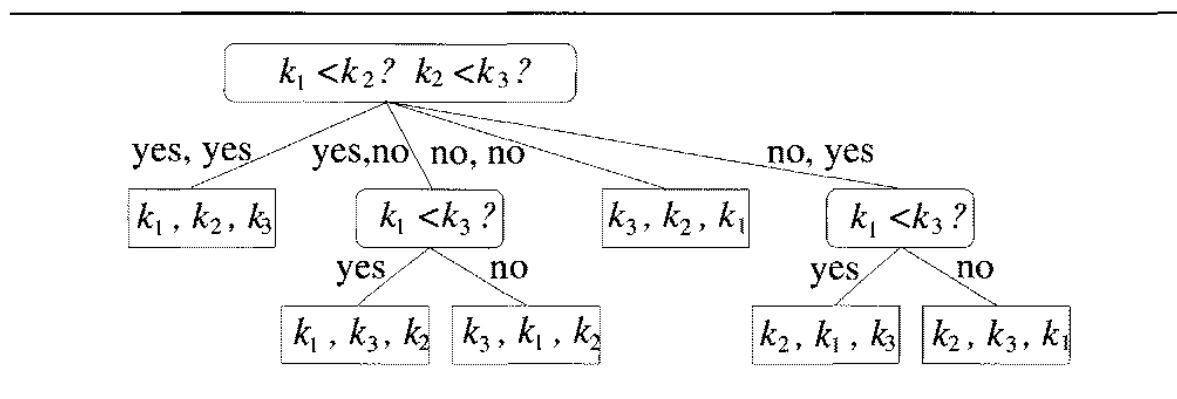 k₁ <k₂? k₂ <k₃?
yes, yes yes,no no, no no, yes
k₁, k₂, k₃ k₁ <k₃? k₃, k₂, k₁ k₁ <k₃?
yes no yes no
k₁, k₃, k₂ k₃, k₁, k₂ k₂, k₁, k₃ k₂, k₃, k₁